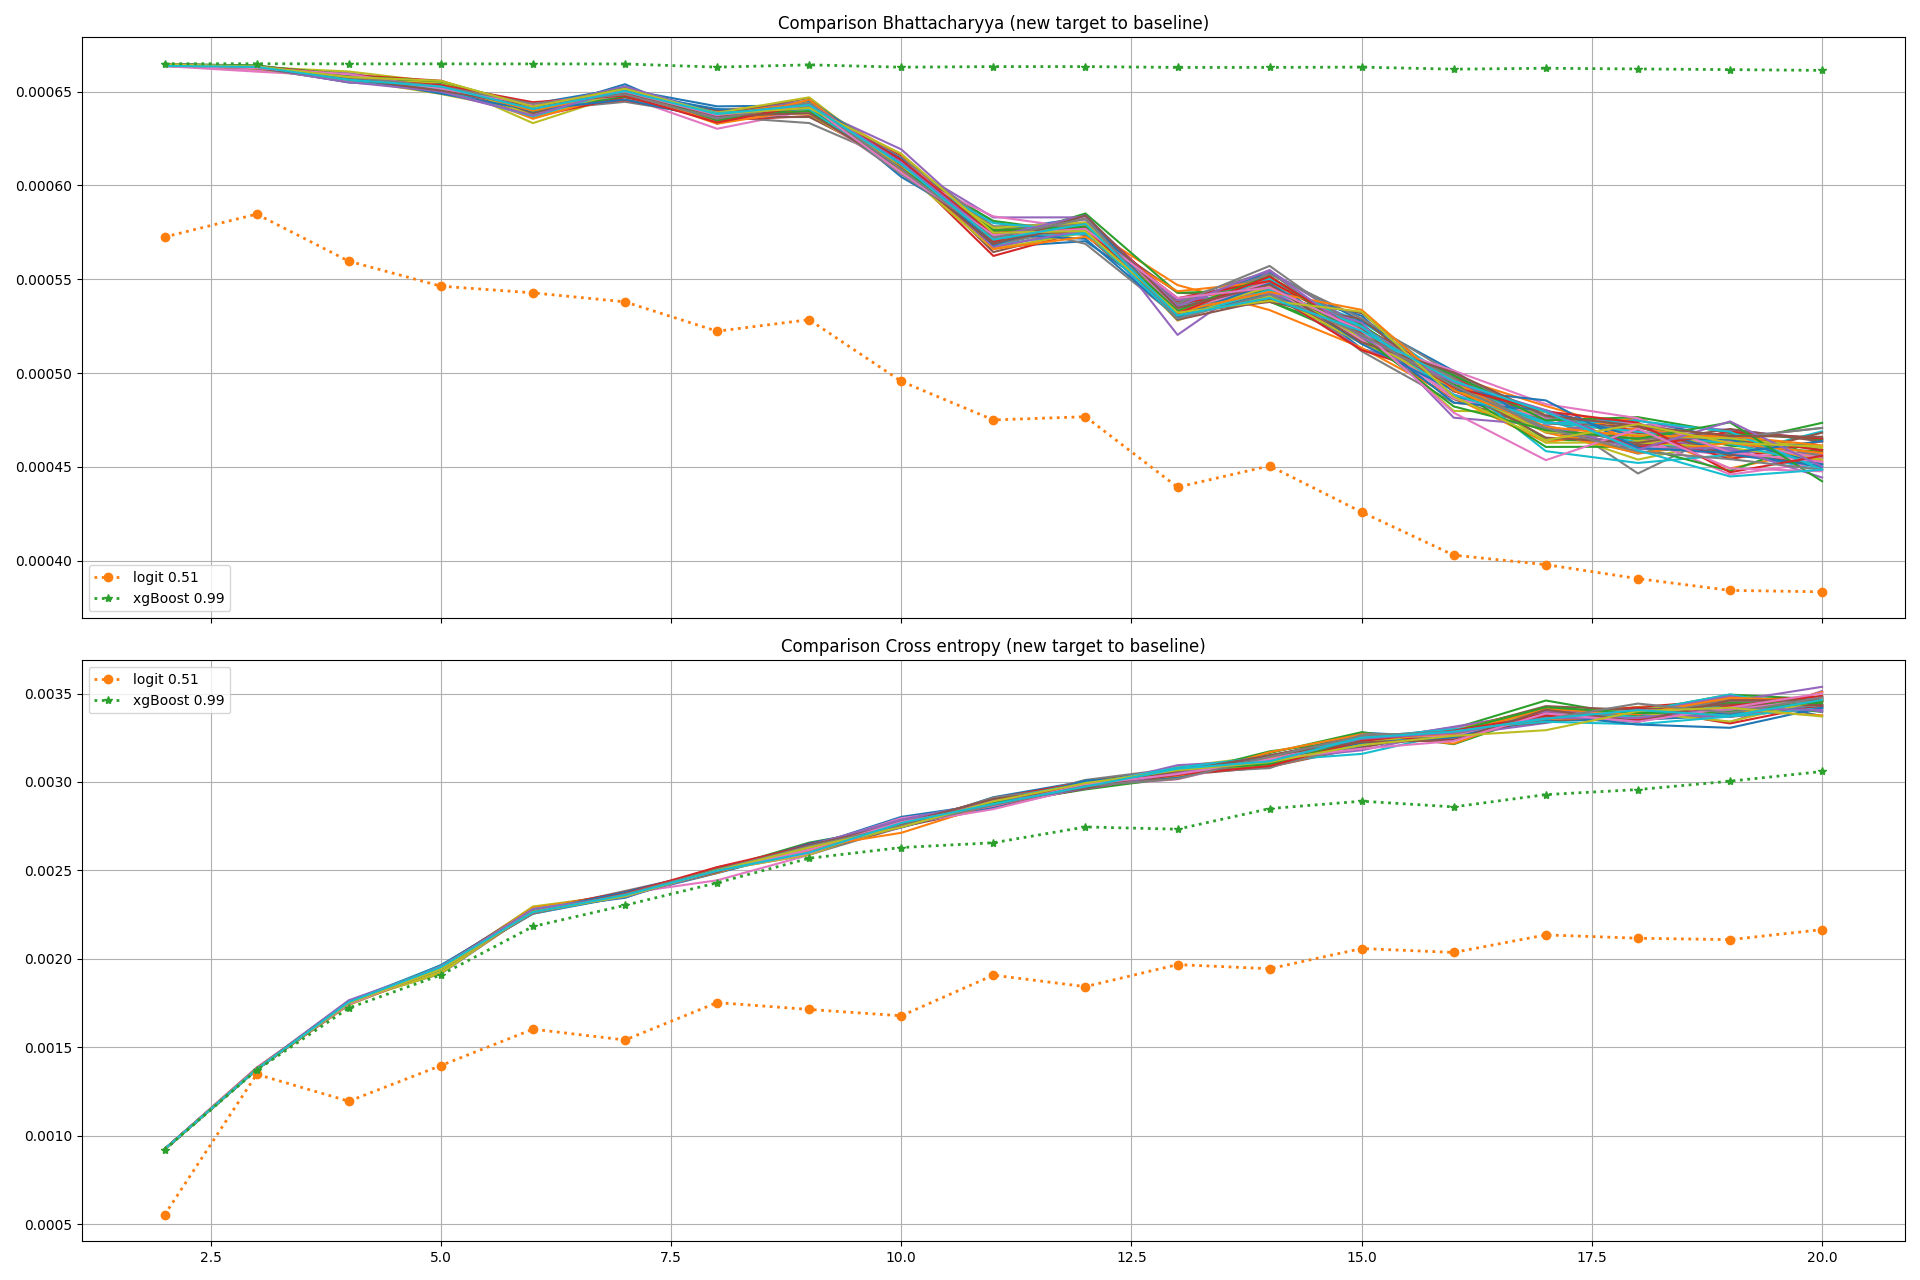 Comparison Bhattacharyya (new target to baseline)
0.00065
0.00060
0.00055
0.00050
0.00045
0.00040
logit 0.51
xgBoost 0.99
Comparison Cross entropy (new target to baseline)
logit 0.51
xgBoost 0.99
0.0035
0.0030
0.0025
0.0020
0.0015
0.0010
0.0005
2.5 5.0 7.5 10.0 12.5 15.0 17.5 20.0